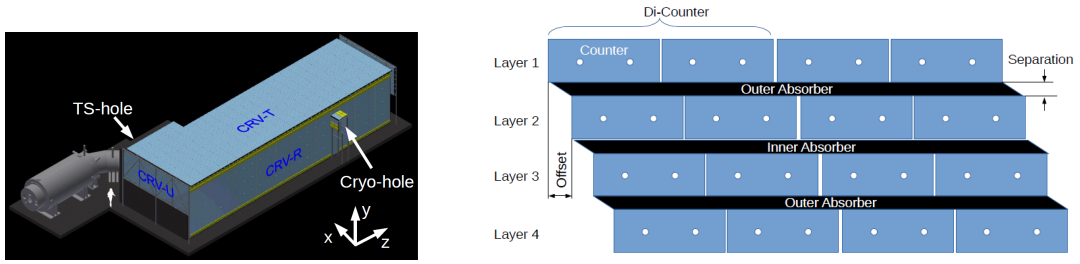 TS-hole
CRV-T
CRV-R
CRV-U
Cryo-hole
y
x
z
Di-Counter
Layer 1
Counter
Separation
Outer Absorber
Layer 2
Inner Absorber
Layer 3
Offset
Outer Absorber
Layer 4